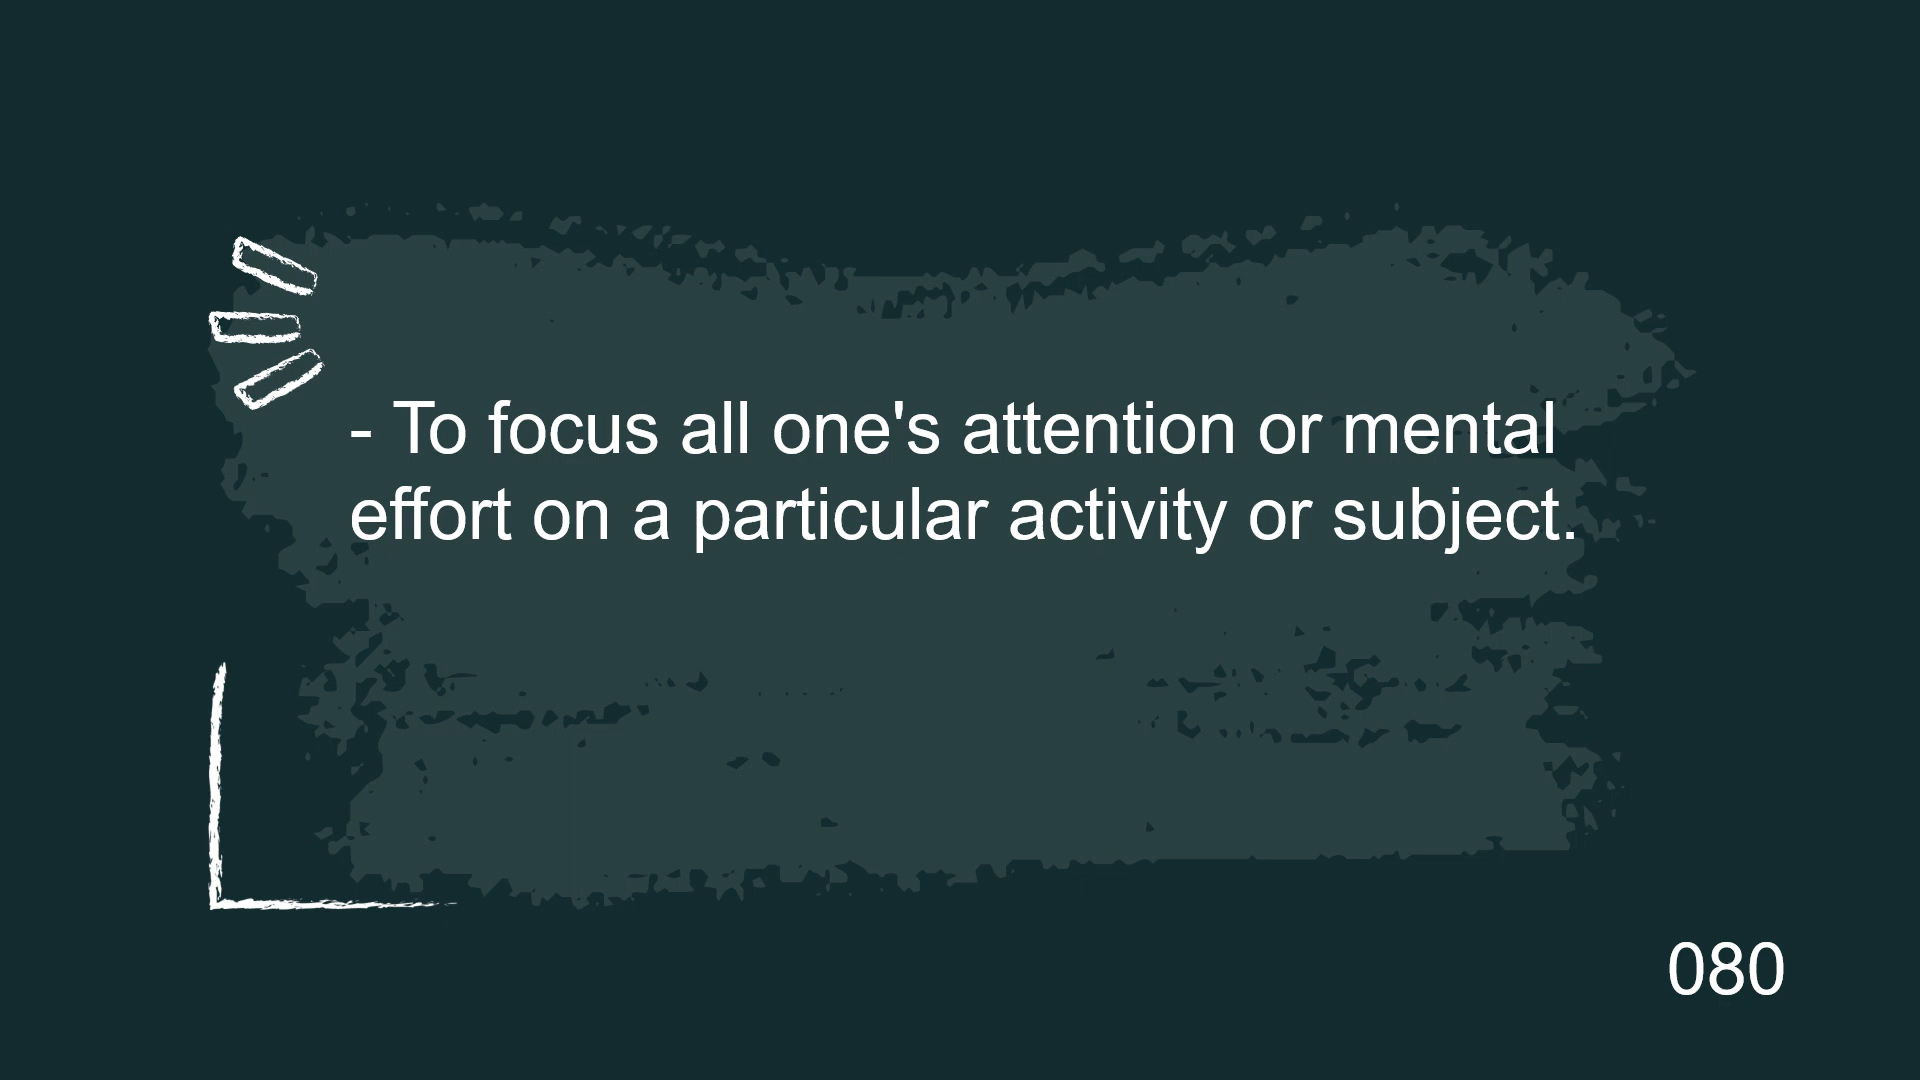 - To focus all one's attention or mental
effort on a particular activity or subject.
080